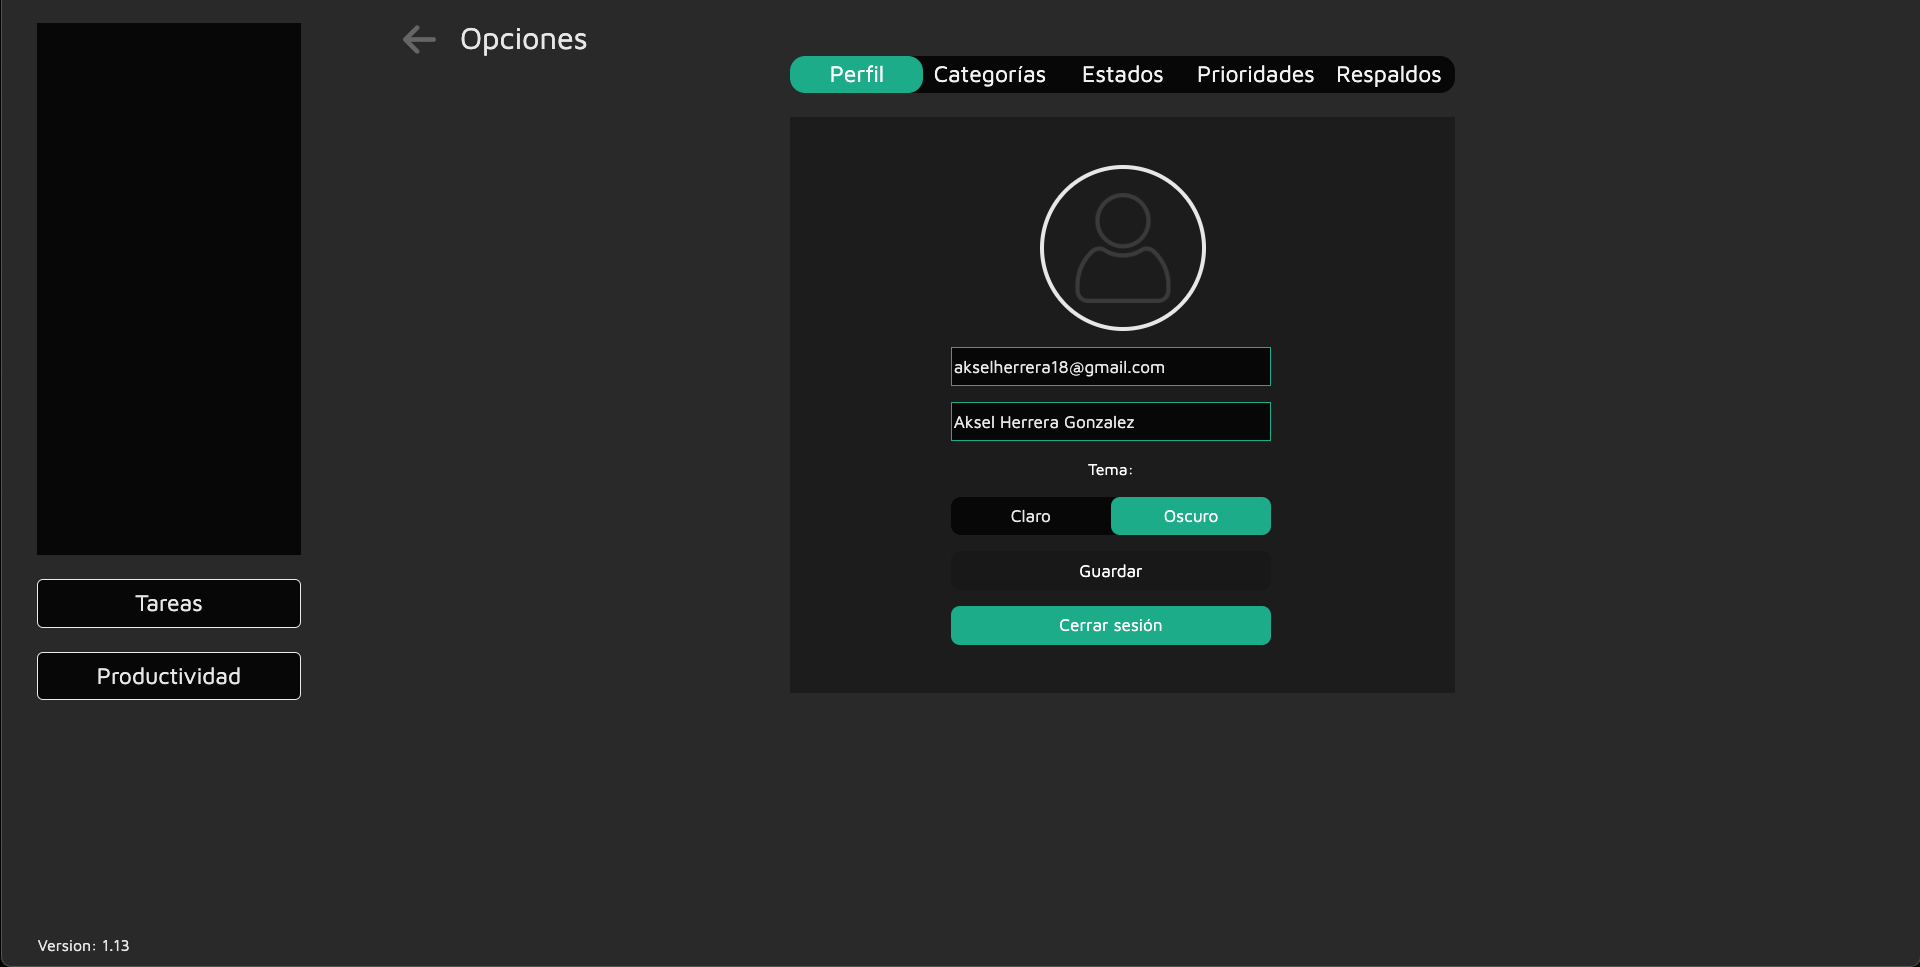 Opciones
Perfil Categorías Estados Prioridades Respaldos
akselherrera18@gmail.com
Aksel Herrera Gonzalez
Tema:
Claro Oscuro
Guardar
Cerrar sesión
Tareas
Productividad
Version: 1.13